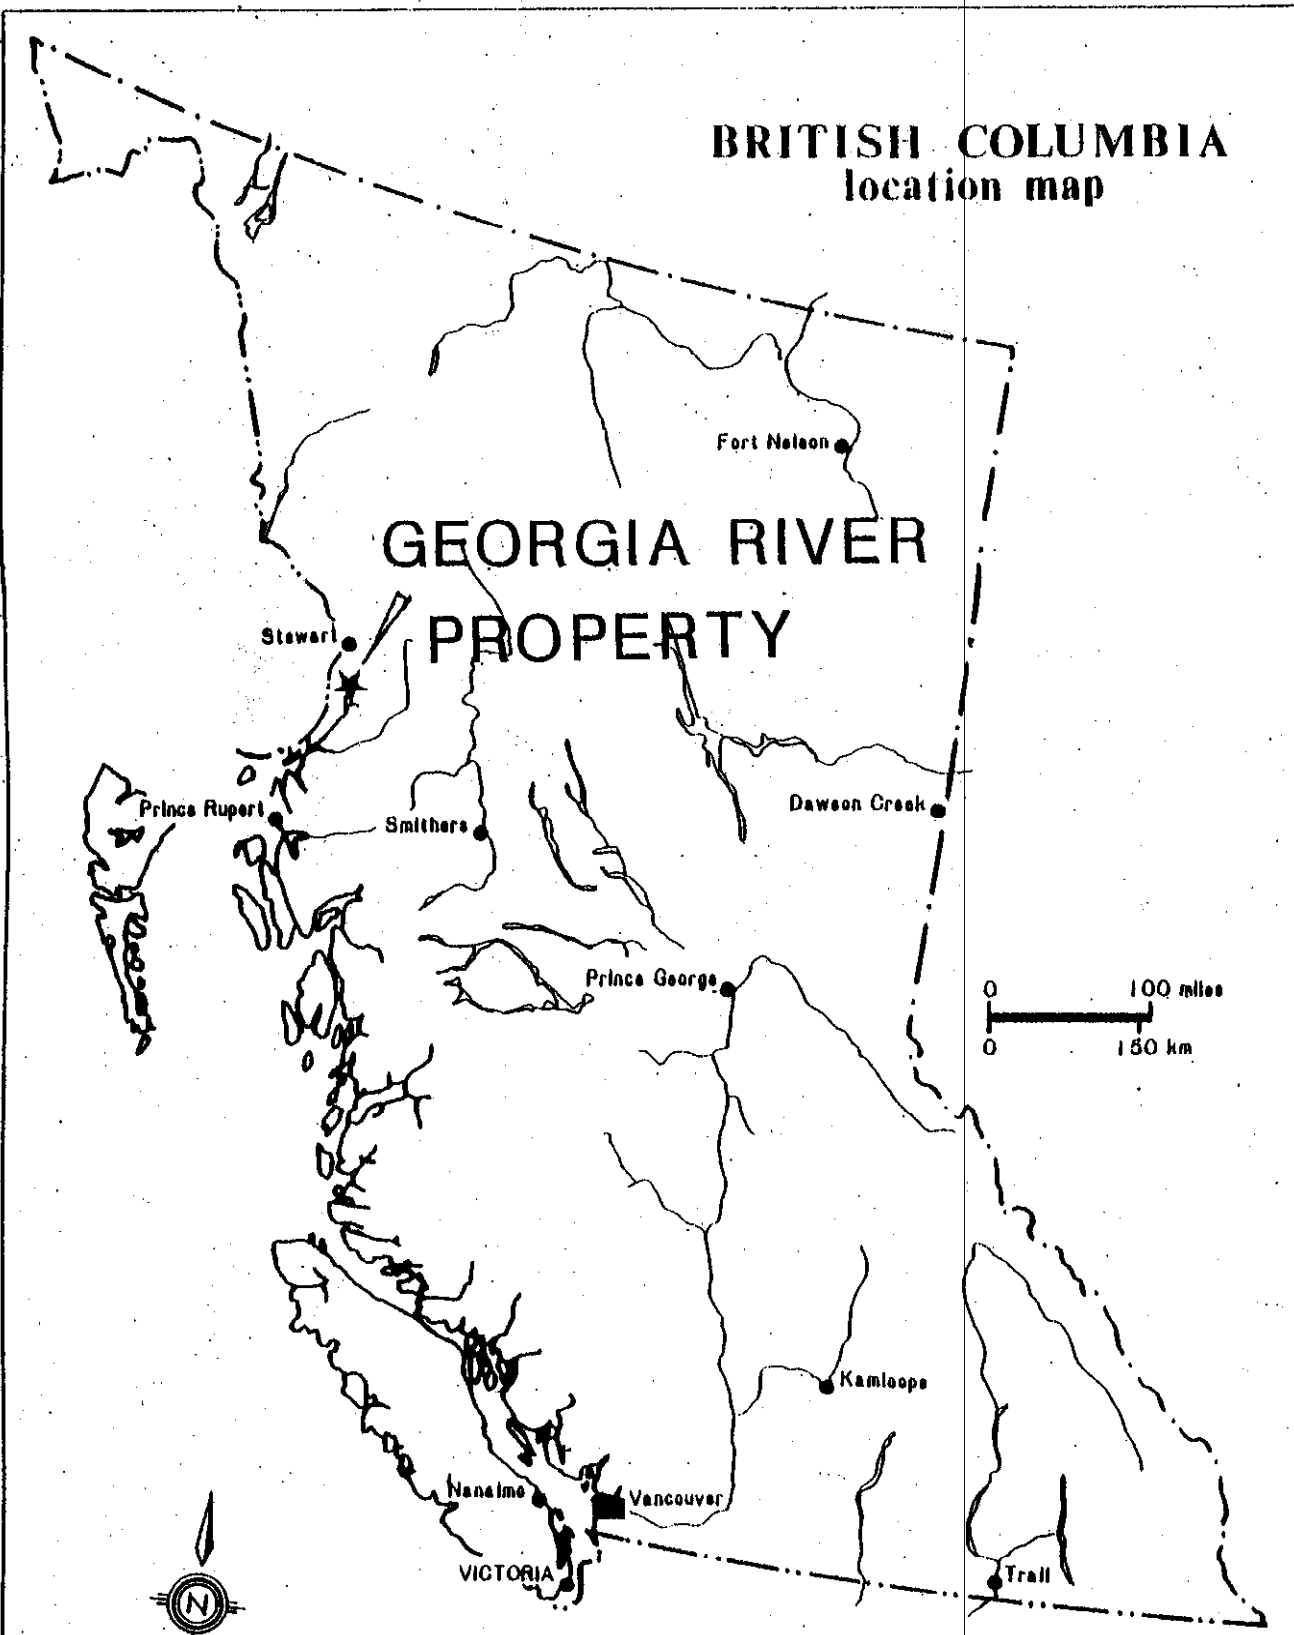 BRITISH COLUMBIA
location map
Fort Nelson
GEORGIA RIVER
PROPERTY
Stewart
Prince Rupert
Smithers
Dawson Creek
Prince George
0 100 miles
0 150 km
Kamloops
Nanaimo
Vancouver
VICTORIA
Trail
N